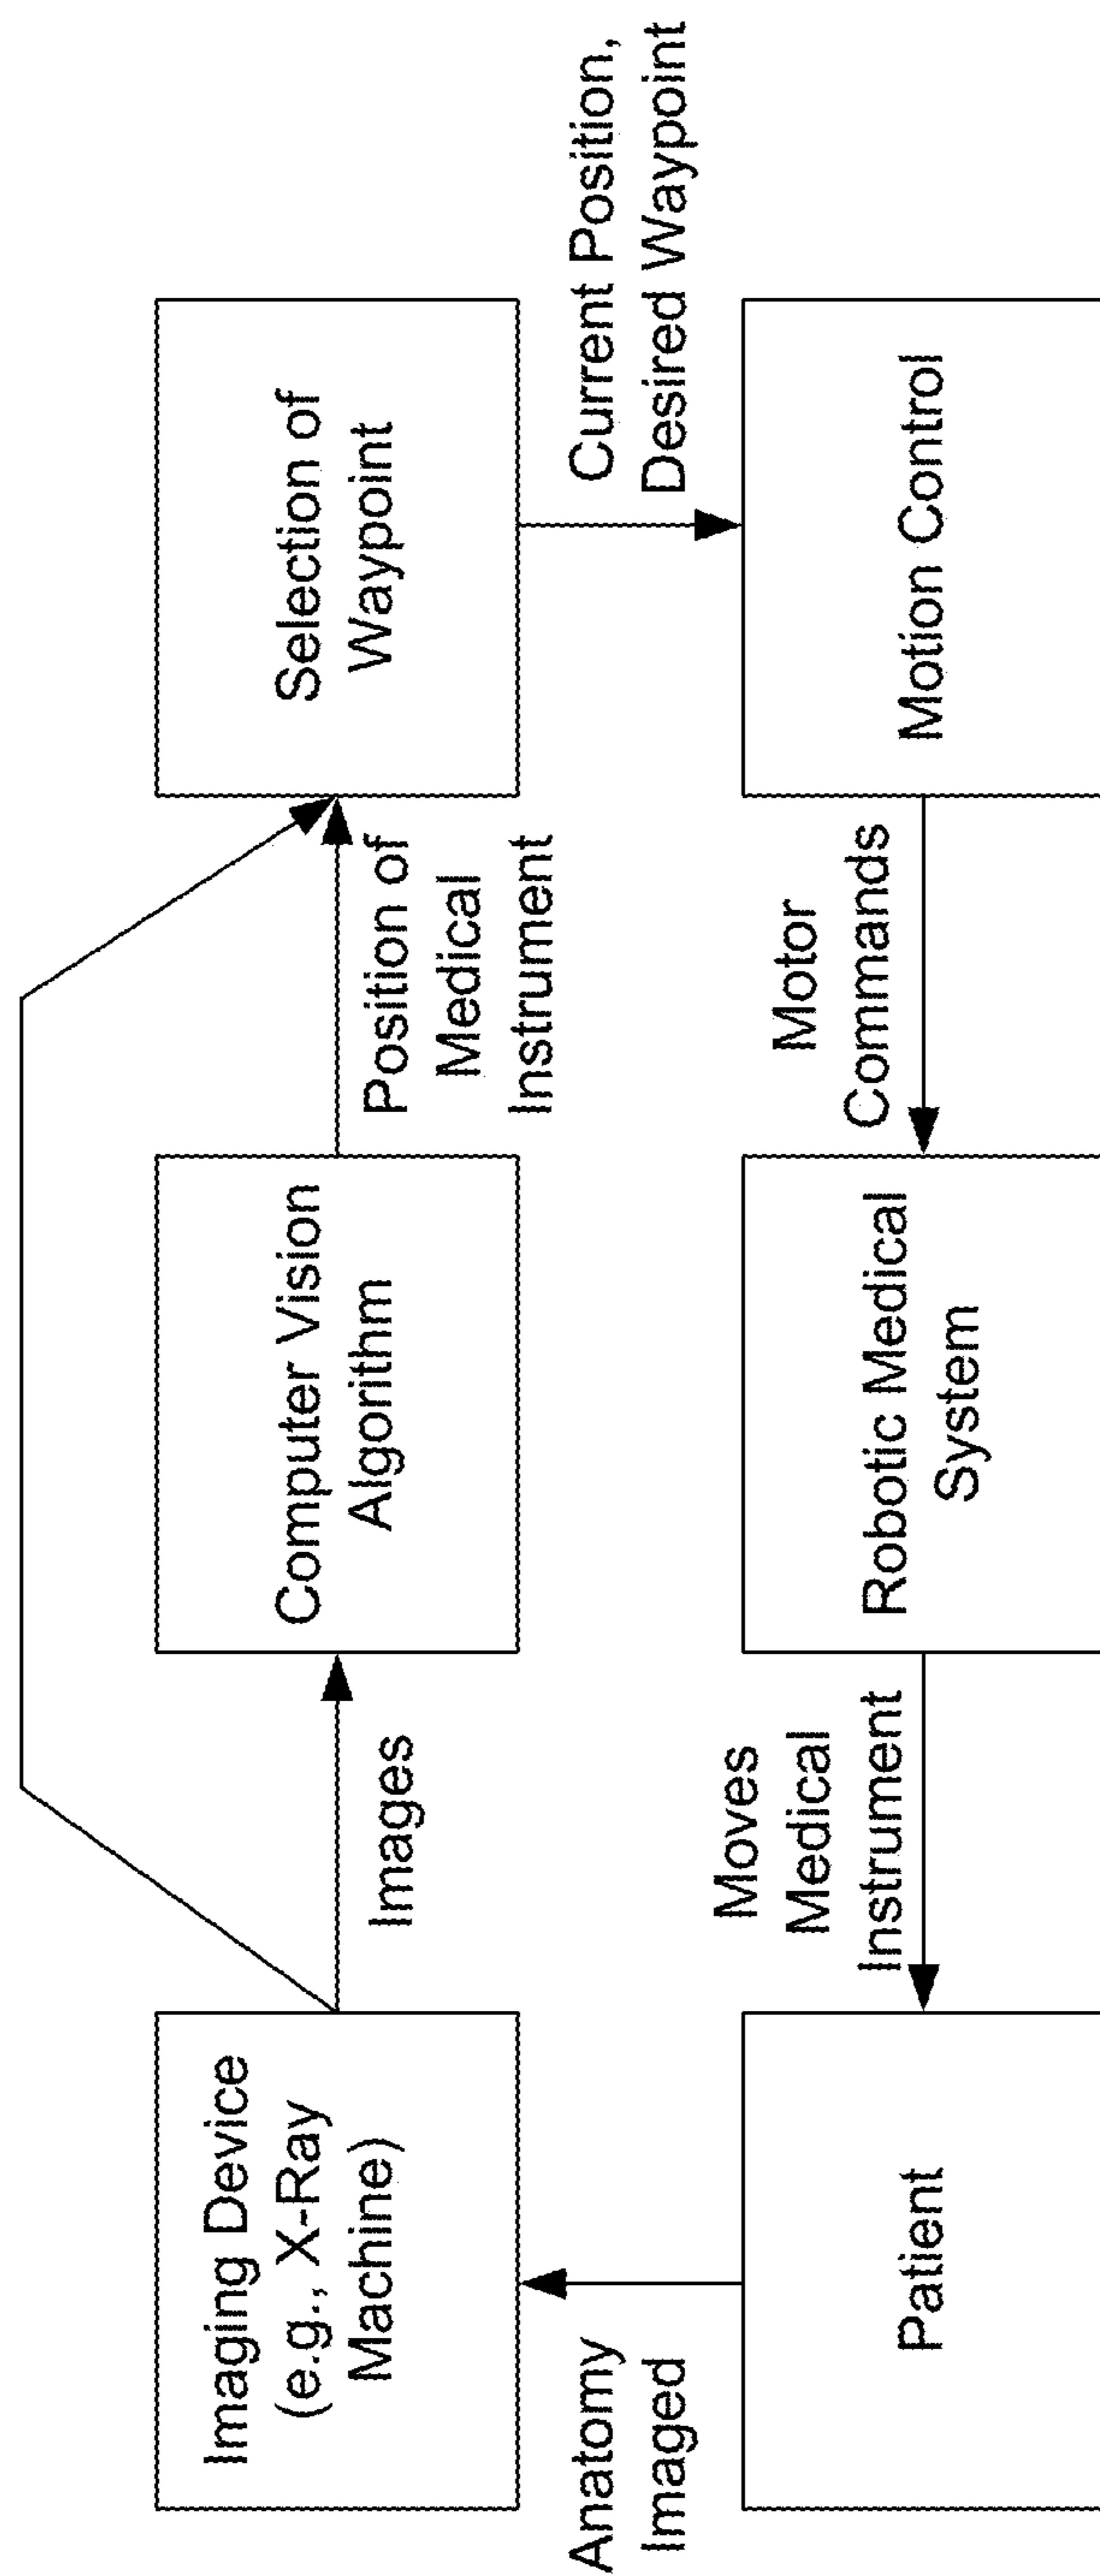 Imaging Device
(e.g., X-Ray
Machine)
Images
Computer Vision
Algorithm
Position of
Medical
Instrument
Selection of
Waypoint
Current Position,
Desired Waypoint
Motion Control
Motor
Commands
Robotic Medical
System
Moves
Medical
Instrument
Patient
Anatomy
Imaged